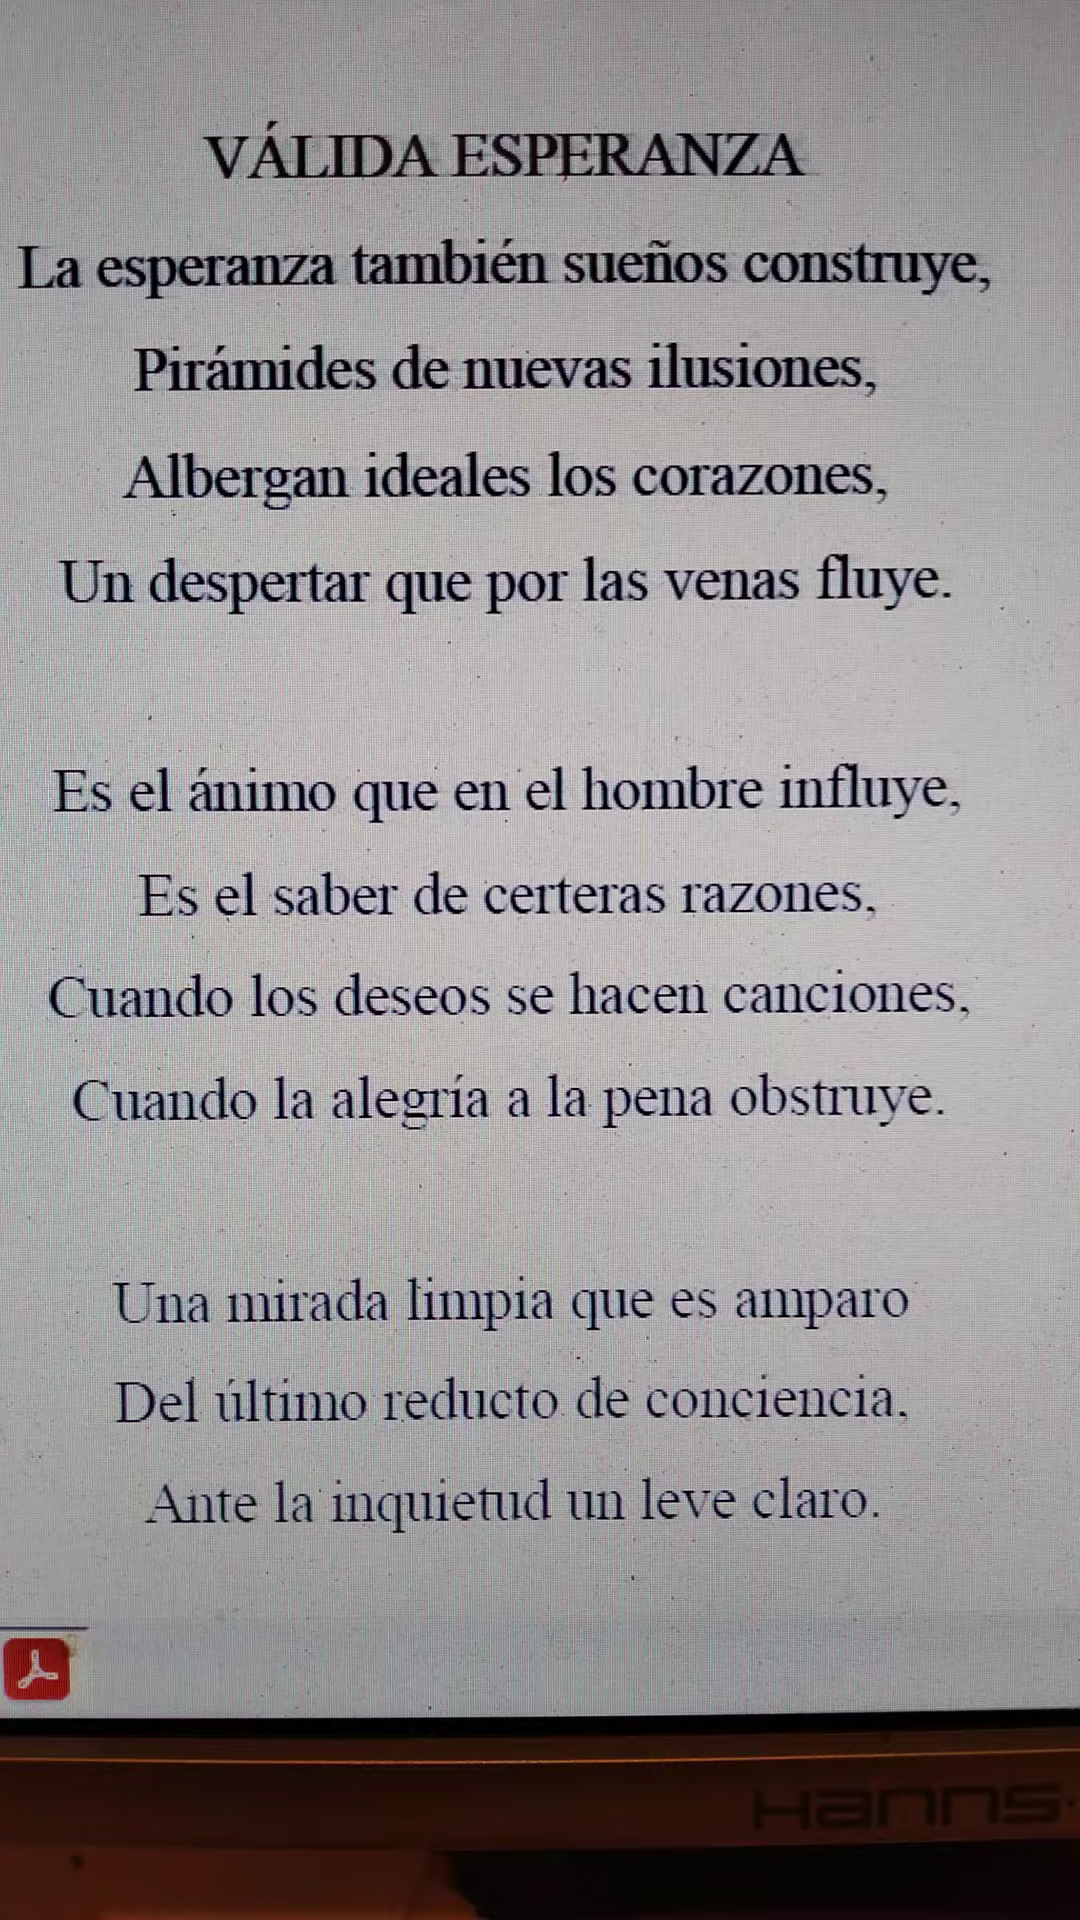 VÁLIDA ESPERANZA
La esperanza también sueños construye,
Pirámides de nuevas ilusiones,
Albergan ideales los corazones,
Un despertar que por las venas fluye.
Es el ánimo que en el hombre influye,
Es el saber de certeras razones,
Cuando los deseos se hacen canciones,
Cuando la alegría a la pena obstruye.
Una mirada limpia que es amparo
Del último reducto de conciencia,
Ante la inquietud un leve claro.
Hanns